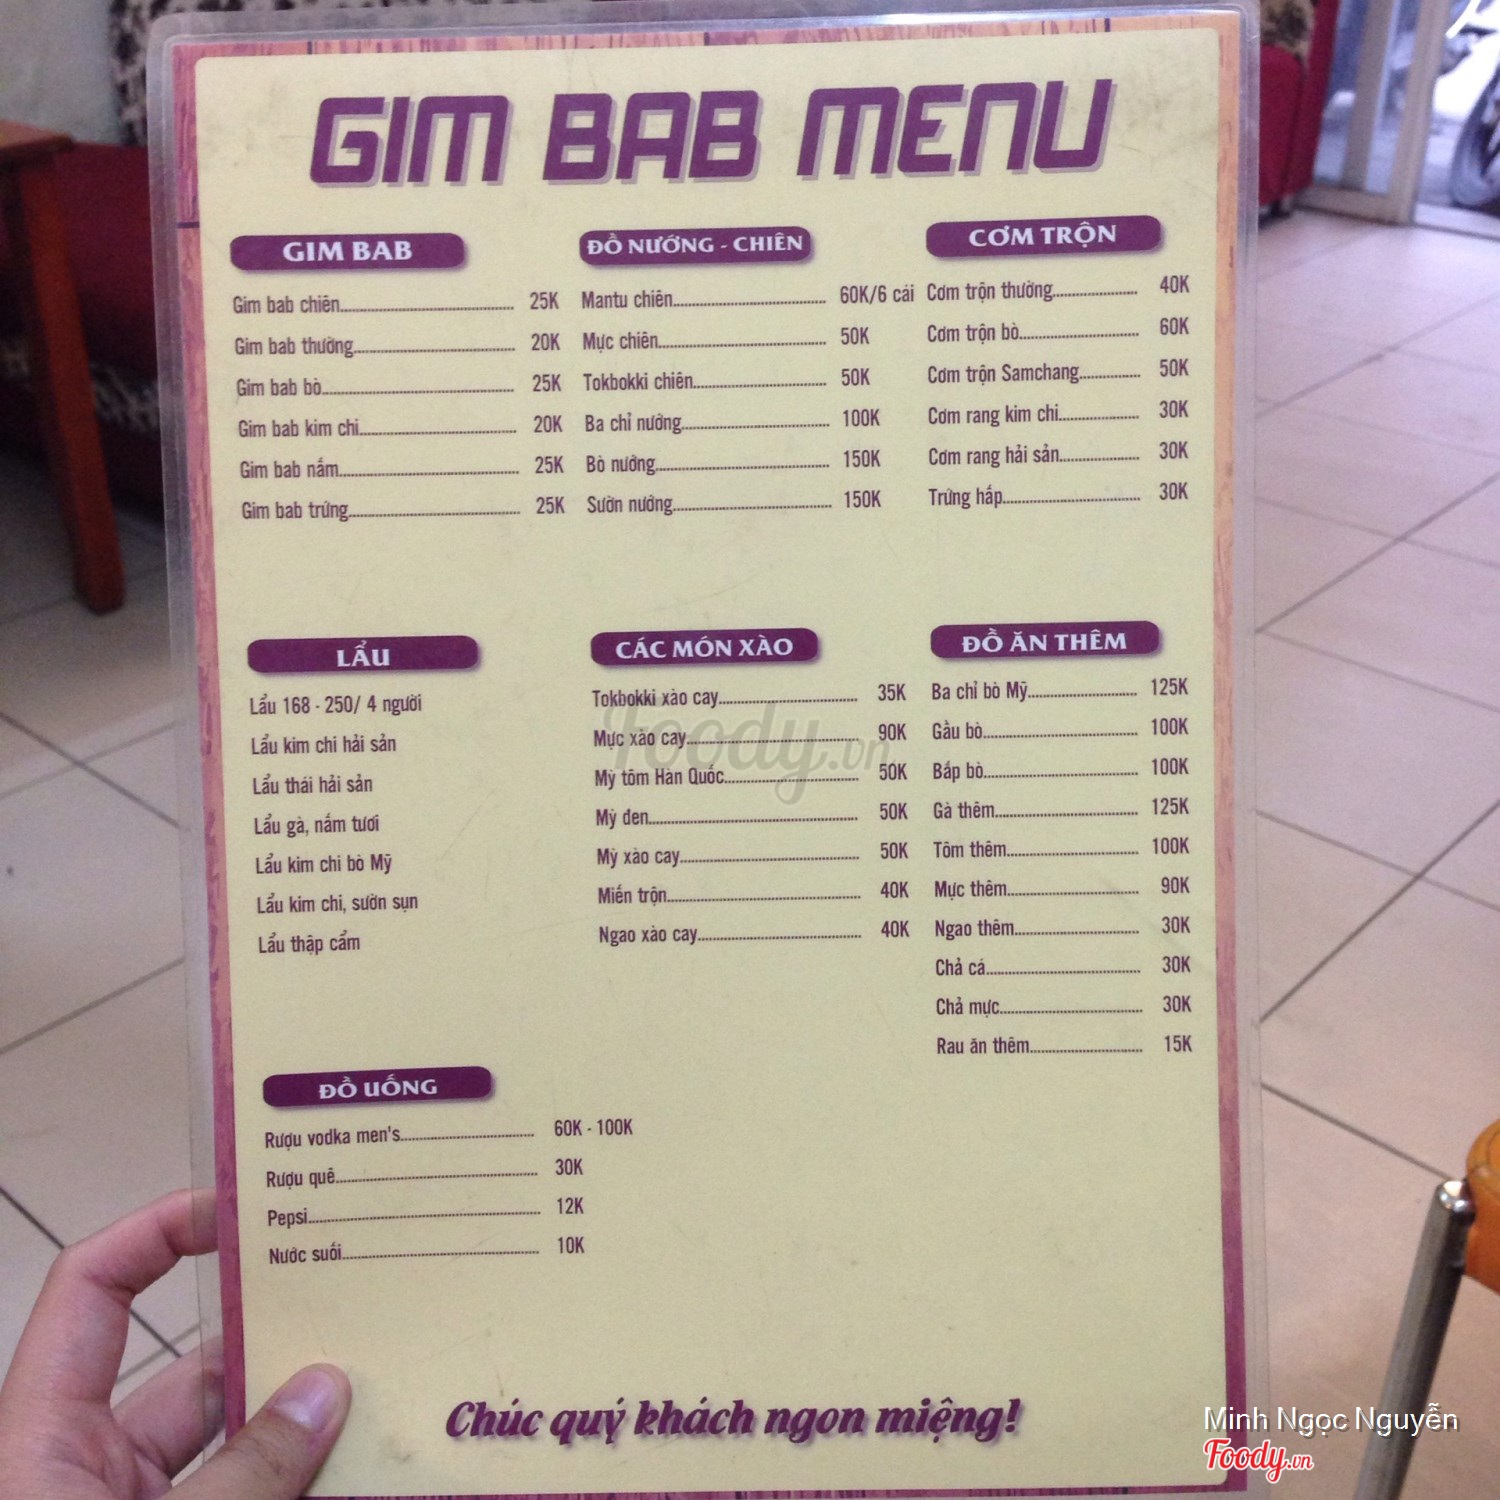 GIM BAB MENU
GIM BAB
Gim bab chiên 25K
Gim bab thường 20K
Gim bab bò 25K
Gim bab kim chi 20K
Gim bab nấm 25K
Gim bab trứng 25K
ĐỒ NƯỚNG - CHIÊN
Mantu chiên 60K/6 cái
Mực chiên 50K
Tokbokki chiên 50K
Ba chỉ nướng 100K
Bò nướng 150K
Sườn nướng 150K
CƠM TRỘN
Cơm trộn thường 40K
Cơm trộn bò 60K
Cơm trộn Samchang 50K
Cơm rang kim chi 30K
Cơm rang hải sản 30K
Trứng hấp 30K
LẨU
Lẩu 168 - 250/ 4 người
Lẩu kim chi hải sản
Lẩu thái hải sản
Lẩu gà, nấm tươi
Lẩu kim chi bò Mỹ
Lẩu kim chi, sườn sụn
Lẩu thập cẩm
CÁC MÓN XÀO
Tokbokki xào cay 35K
Mực xào cay 90K
Mỳ tôm Hàn Quốc 50K
Mỳ đen 50K
Mỳ xào cay 50K
Miến trộn 40K
Ngao xào cay 40K
ĐỒ ĂN THÊM
Ba chỉ bò Mỹ 125K
Gầu bò 100K
Bắp bò 100K
Gà thêm 125K
Tôm thêm 100K
Mực thêm 90K
Ngao thêm 30K
Chả cá 30K
Chả mực 30K
Rau ăn thêm 15K
ĐỒ UỐNG
Rượu vodka men's 60K - 100K
Rượu quê 30K
Pepsi 12K
Nước suối 10K
Chúc quý khách ngon miệng!
Foody.vn
Minh Ngọc Nguyễn
Foody.vn